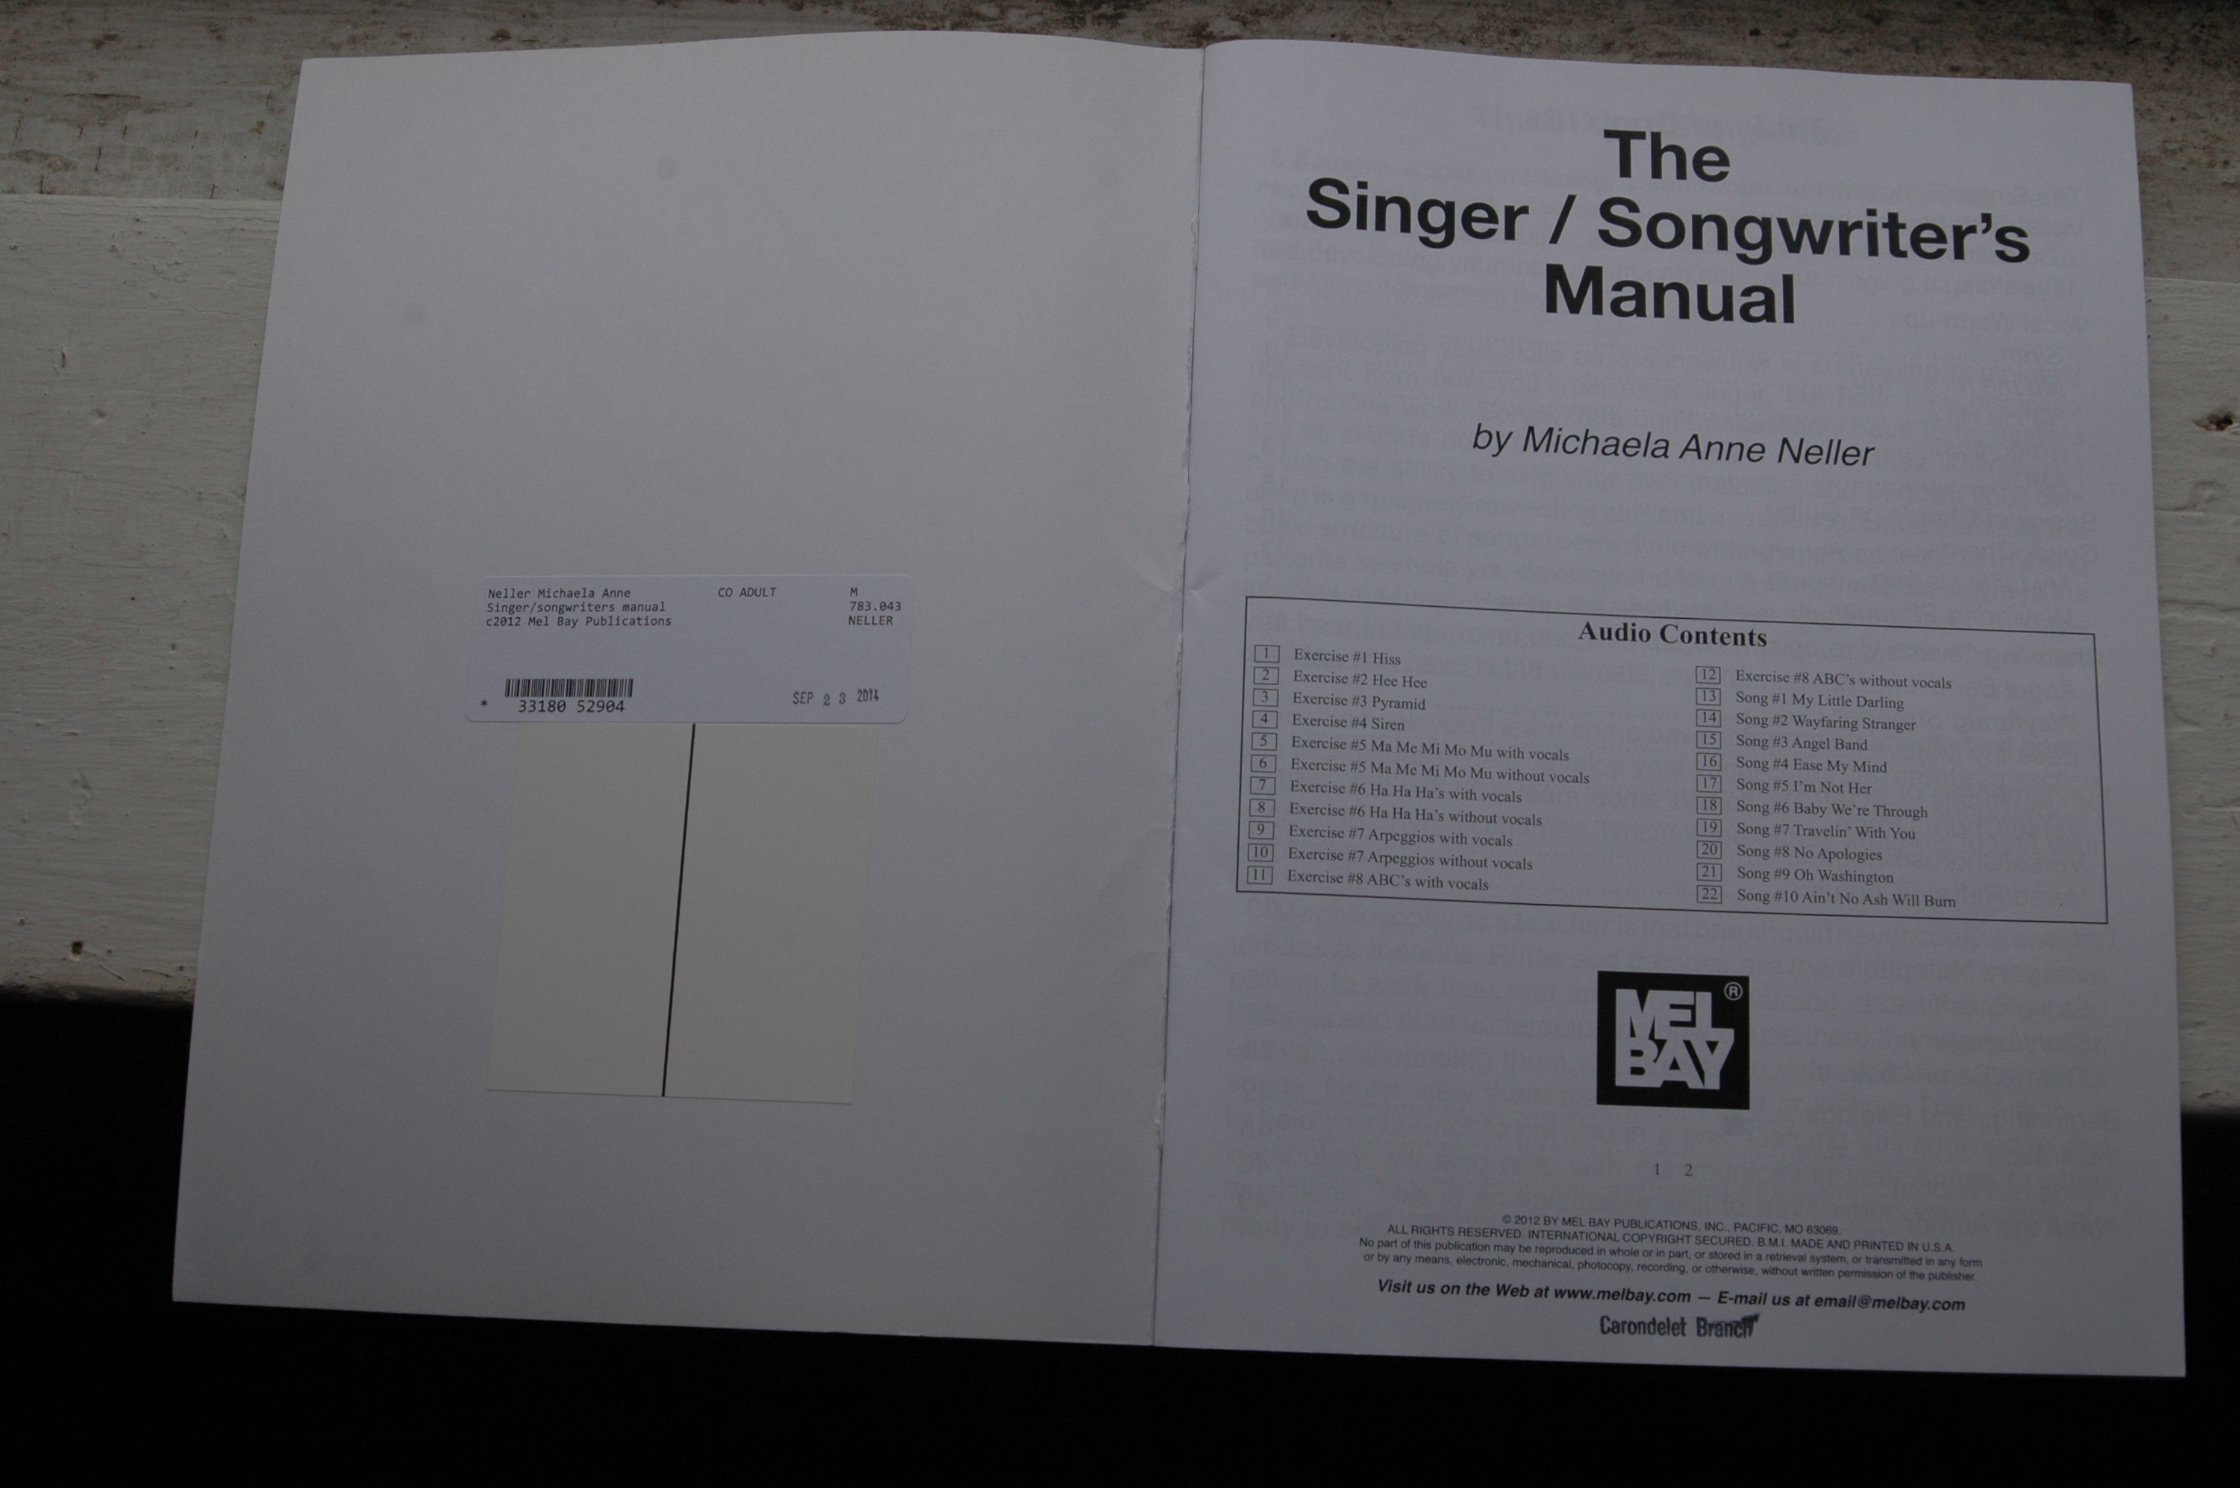 Neller Michaela Anne CO ADULT M
Singer/songwriters manual 783.043
c2012 Mel Bay Publications NELLER
* 33180 52904 SEP 2 3 2014
The
Singer / Songwriter's
Manual
by Michaela Anne Neller
Audio Contents
1 Exercise #1 Hiss
2 Exercise #2 Hee Hee
3 Exercise #3 Pyramid
4 Exercise #4 Siren
5 Exercise #5 Ma Me Mi Mo Mu with vocals
6 Exercise #5 Ma Me Mi Mo Mu without vocals
7 Exercise #6 Ha Ha Ha's with vocals
8 Exercise #6 Ha Ha Ha's without vocals
9 Exercise #7 Arpeggios with vocals
10 Exercise #7 Arpeggios without vocals
11 Exercise #8 ABC's with vocals
12 Exercise #8 ABC's without vocals
13 Song #1 My Little Darling
14 Song #2 Wayfaring Stranger
15 Song #3 Angel Band
16 Song #4 Ease My Mind
17 Song #5 I'm Not Her
18 Song #6 Baby We're Through
19 Song #7 Travelin' With You
20 Song #8 No Apologies
21 Song #9 Oh Washington
22 Song #10 Ain't No Ash Will Burn
MEL ®
BAY
1 2
© 2012 BY MEL BAY PUBLICATIONS, INC., PACIFIC, MO 63069.
ALL RIGHTS RESERVED. INTERNATIONAL COPYRIGHT SECURED. B.M.I. MADE AND PRINTED IN U.S.A.
No part of this publication may be reproduced in whole or in part, or stored in a retrieval system, or transmitted in any form
or by any means, electronic, mechanical, photocopy, recording, or otherwise, without written permission of the publisher.
Visit us on the Web at www.melbay.com — E-mail us at email@melbay.com
Carondelet Branch